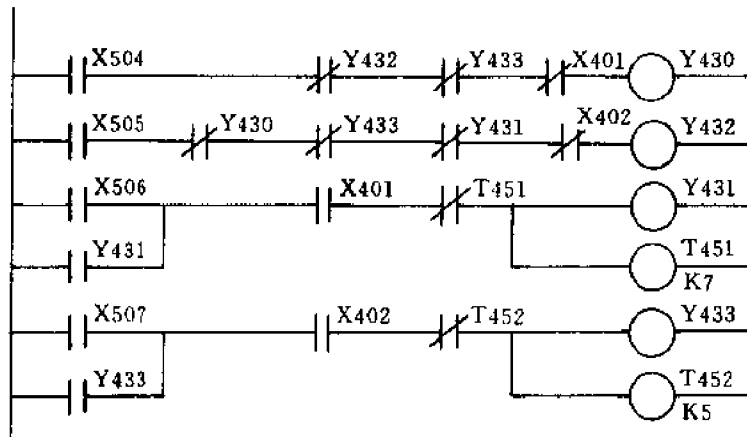 X504 Y432 Y433 X401 Y430
X505 Y430 Y433 Y431 X402 Y432
X506 X401 T451 Y431
Y431 T451
K7
X507 X402 T452 Y433
Y433 T452
K5